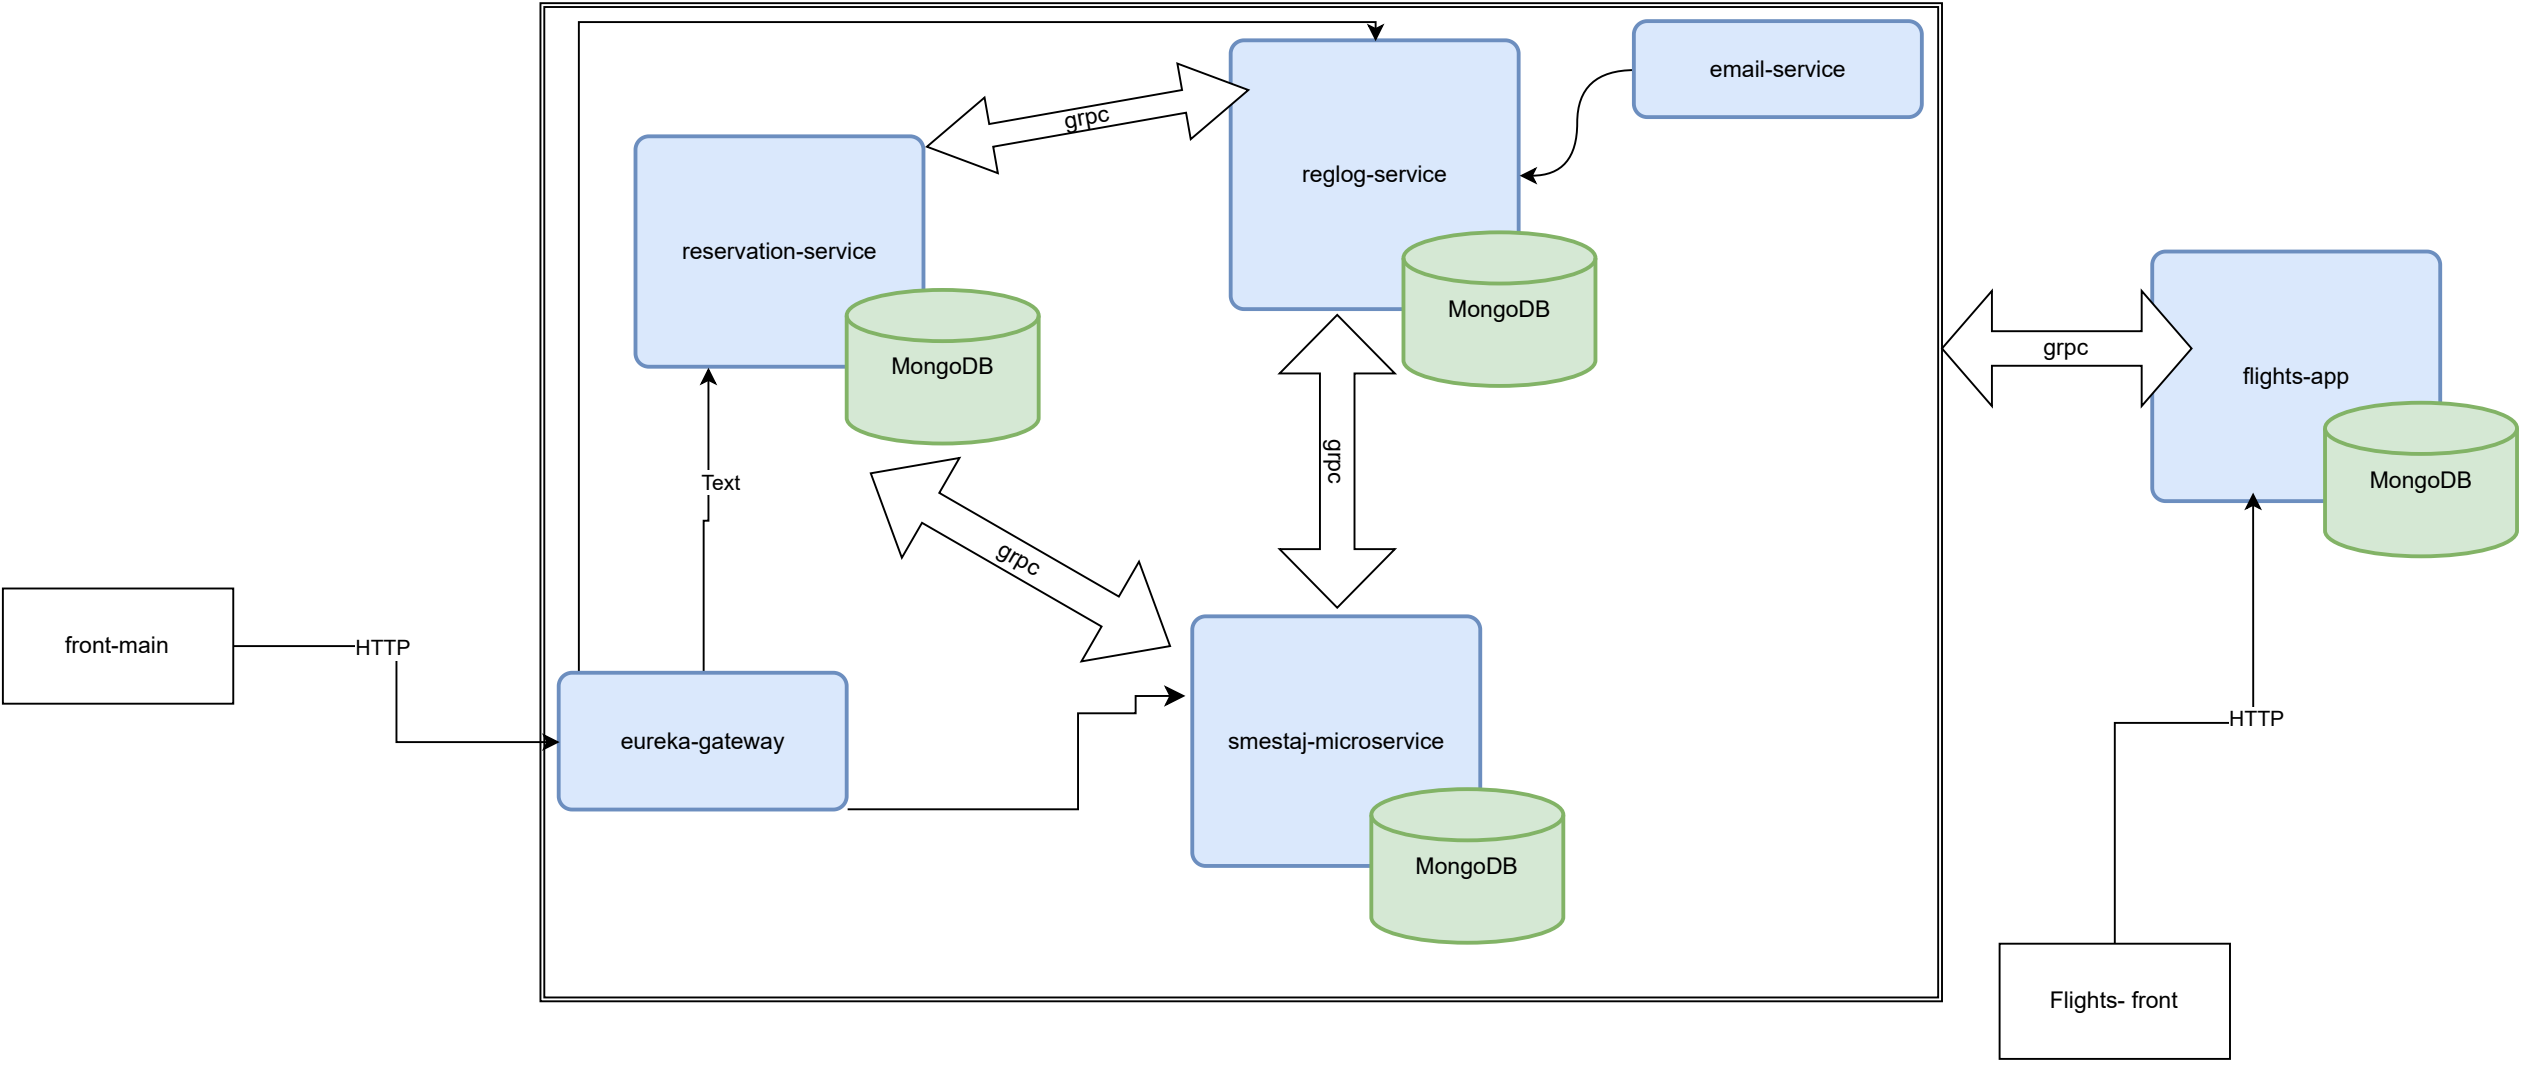 email-service
grpc
reglog-service
reservation-service
MongoDB
grpc
MongoDB
flights-app
grpc
MongoDB
Text
grpc
front-main
HTTP
HTTP
eureka-gateway
smestaj-microservice
MongoDB
Flights- front